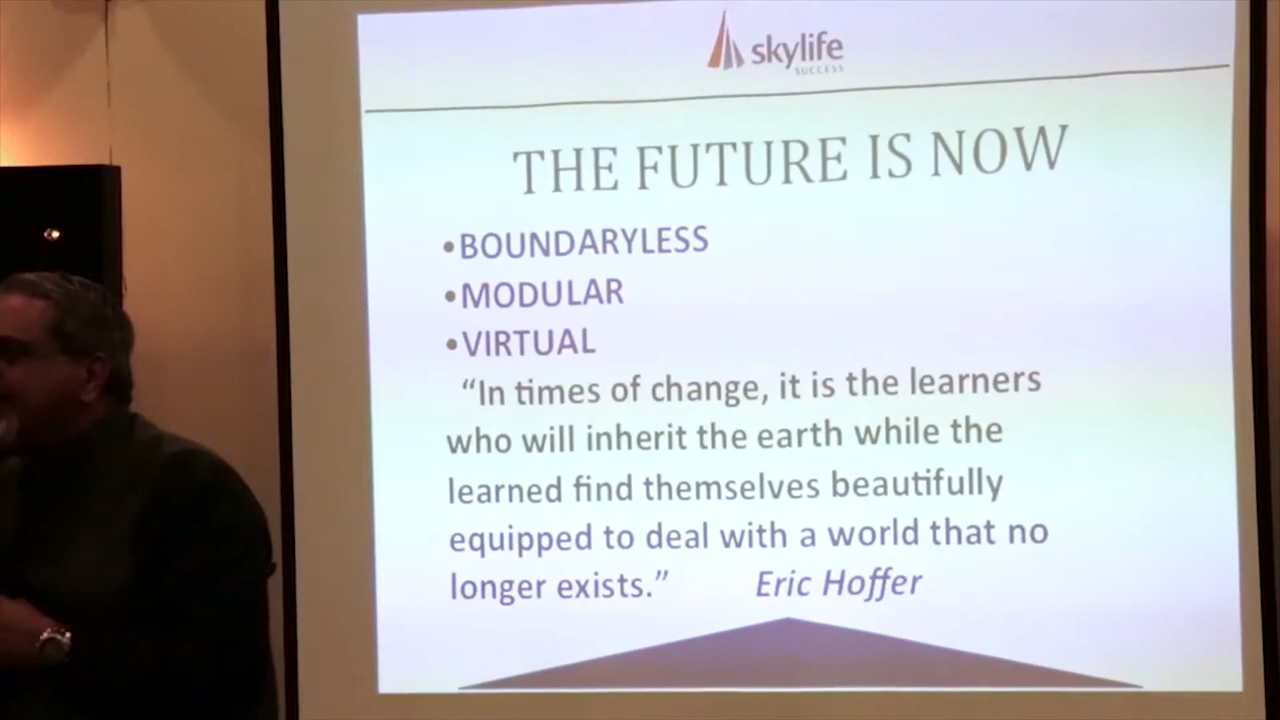 skylife
SUCCESS
THE FUTURE IS NOW
•BOUNDARYLESS
•MODULAR
•VIRTUAL
“In times of change, it is the learners
who will inherit the earth while the
learned find themselves beautifully
equipped to deal with a world that no
longer exists.” Eric Hoffer